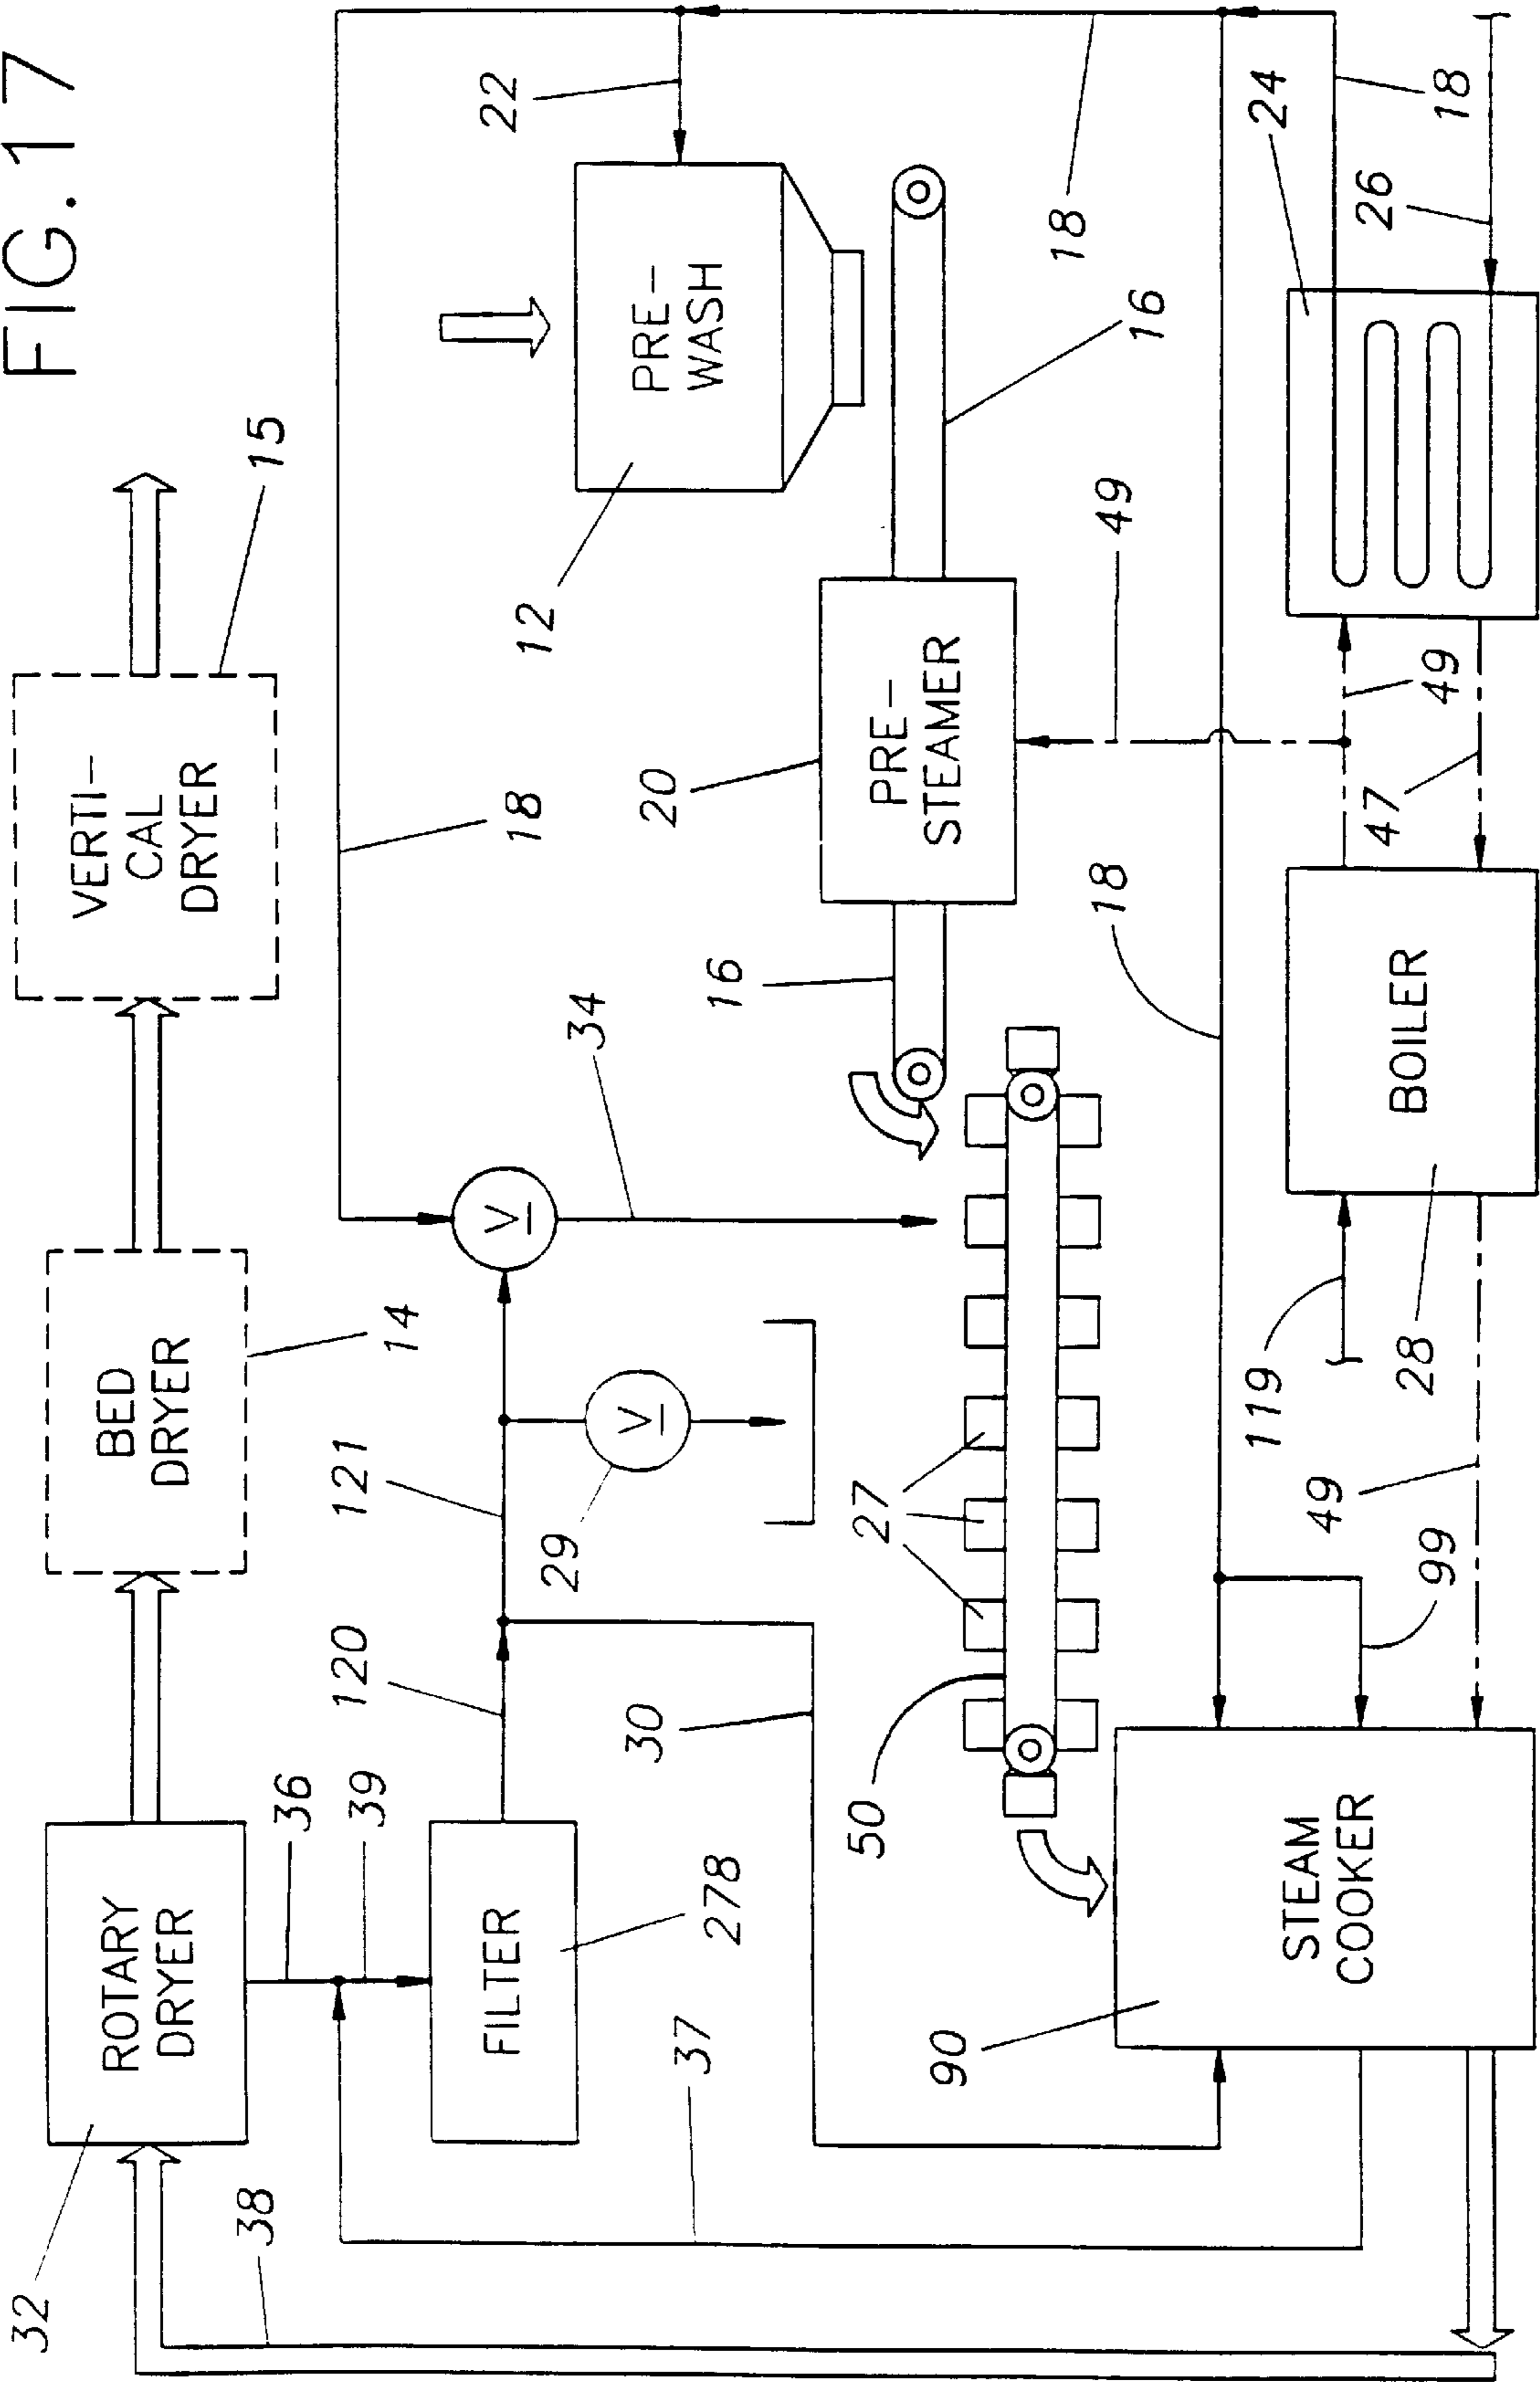 FIG. 17
32
ROTARY
DRYER
BED
DRYER
14
VERTI-
CAL
DRYER
15
38
36
39
120
121
18
22
FILTER
278
29
V
V
34
12
PRE-
WASH
37
30
27
16
20
PRE-
STEAMER
49
16
18
50
90
STEAM
COOKER
99
49
18
119
28
BOILER
47
49
24
26
18